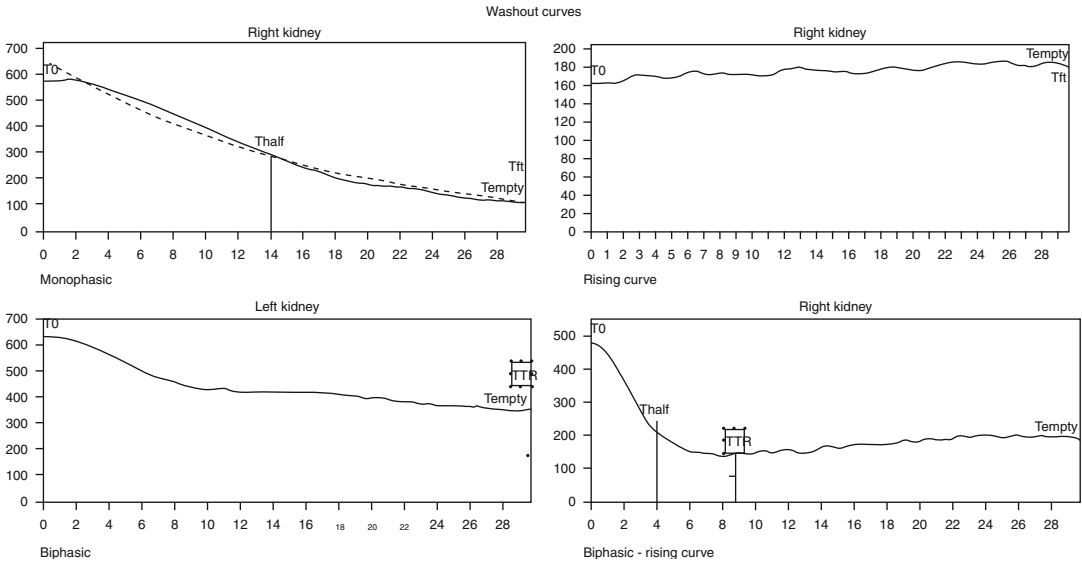 Washout curves
Right kidney
700
600
500
400
300
200
100
0
T0
Thalf
Tft
Tempty
0 2 4 6 8 10 12 14 16 18 20 22 24 26 28
Monophasic
Right kidney
200
180
160
140
120
100
80
60
40
20
0
T0
Tempty
Tft
0 1 2 3 4 5 6 7 8 9 10 12 14 16 18 20 22 24 26 28
Rising curve
Left kidney
700
600
500
400
300
200
100
0
T0
TTR
Tempty
0 2 4 6 8 10 12 14 16 18 20 22 24 26 28
Biphasic
Right kidney
500
400
300
200
100
0
T0
Thalf
TTR
Tempty
0 2 4 6 8 10 12 14 16 18 20 22 24 26 28
Biphasic - rising curve